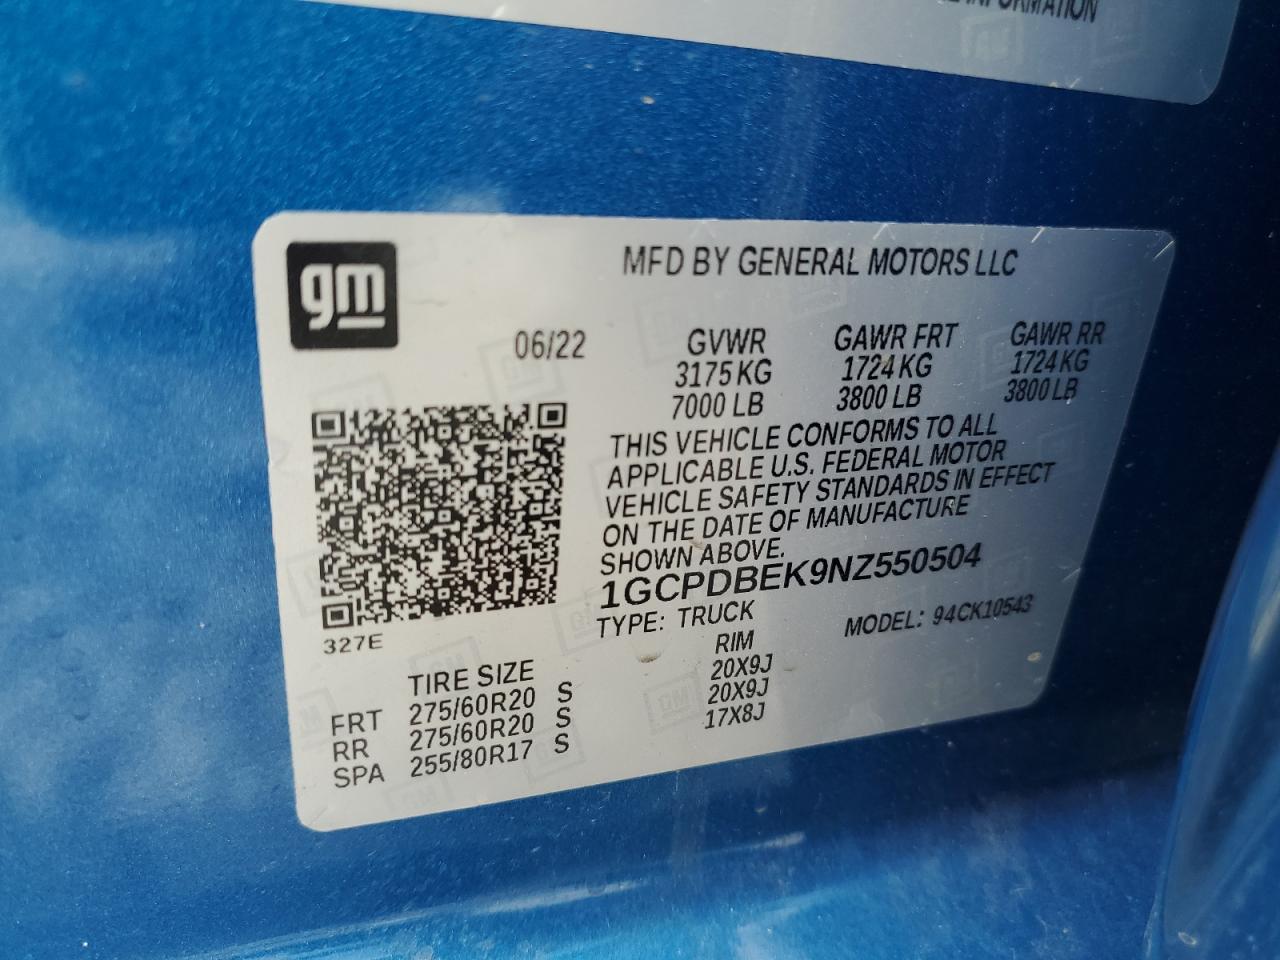 INFORMATION
gm
MFD BY GENERAL MOTORS LLC
06/22 GVWR GAWR FRT GAWR RR
3175 KG 1724 KG 1724 KG
7000 LB 3800 LB 3800 LB
THIS VEHICLE CONFORMS TO ALL
APPLICABLE U.S. FEDERAL MOTOR
VEHICLE SAFETY STANDARDS IN EFFECT
ON THE DATE OF MANUFACTURE
SHOWN ABOVE.
1GCPDBEK9NZ550504
TYPE: TRUCK MODEL: 94CK10543
327E
TIRE SIZE RIM
FRT 275/60R20 S 20X9J
RR 275/60R20 S 20X9J
SPA 255/80R17 S 17X8J